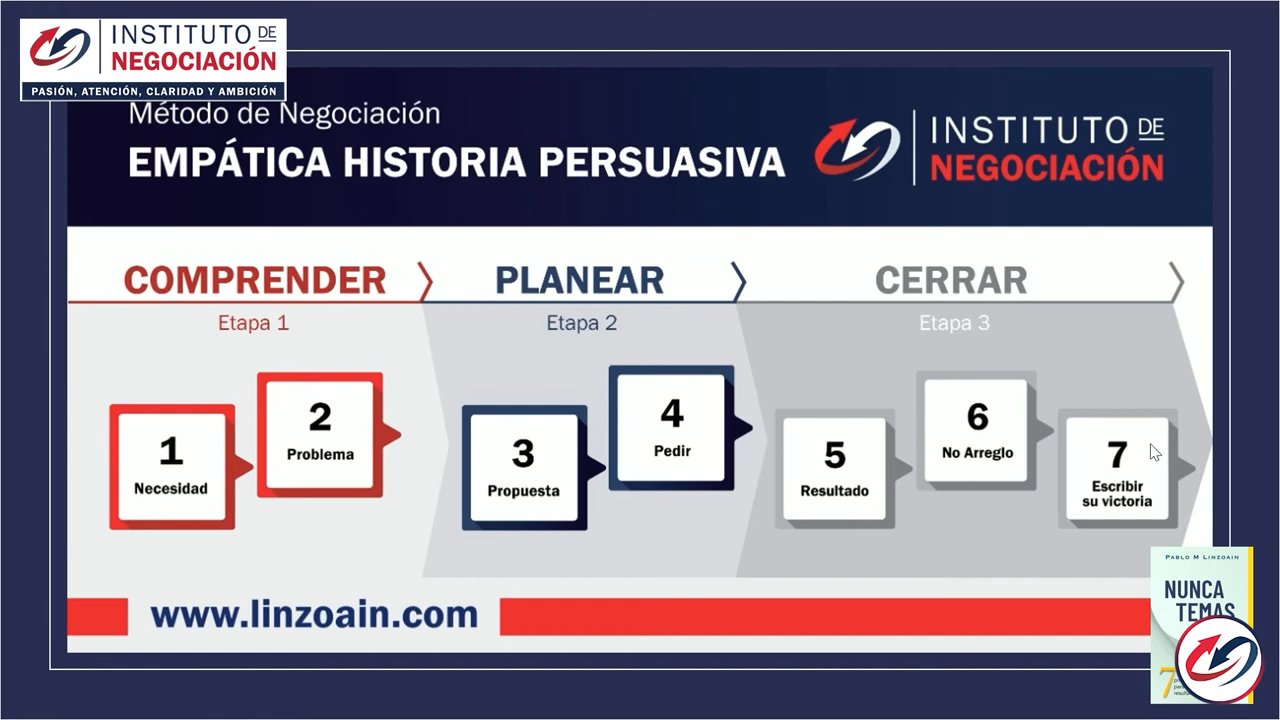 INSTITUTO DE
NEGOCIACIÓN
PASIÓN, ATENCIÓN, CLARIDAD Y AMBICIÓN
Método de Negociación
EMPÁTICA HISTORIA PERSUASIVA
INSTITUTO DE
NEGOCIACIÓN
COMPRENDER
PLANEAR
CERRAR
Etapa 1
Etapa 2
Etapa 3
1
Necesidad
2
Problema
3
Propuesta
4
Pedir
5
Resultado
6
No Arreglo
7
Escribir
su victoria
www.linzoain.com
PABLO M LINZOAIN
NUNCA
TEMAS
7